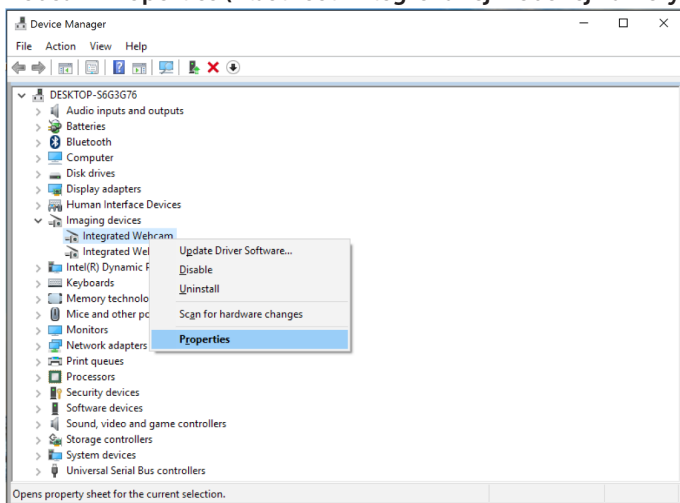 Device Manager
File Action View Help
DESKTOP-S6G3G76
Audio inputs and outputs
Batteries
Bluetooth
Computer
Disk drives
Display adapters
Human Interface Devices
Imaging devices
Integrated Webcam
Integrated Wel
Update Driver Software...
Intel(R) Dynamic P
Disable
Keyboards
Uninstall
Memory technolo
Mice and other po
Scan for hardware changes
Monitors
Properties
Network adapters
Print queues
Processors
Security devices
Software devices
Sound, video and game controllers
Storage controllers
System devices
Universal Serial Bus controllers
Opens property sheet for the current selection.